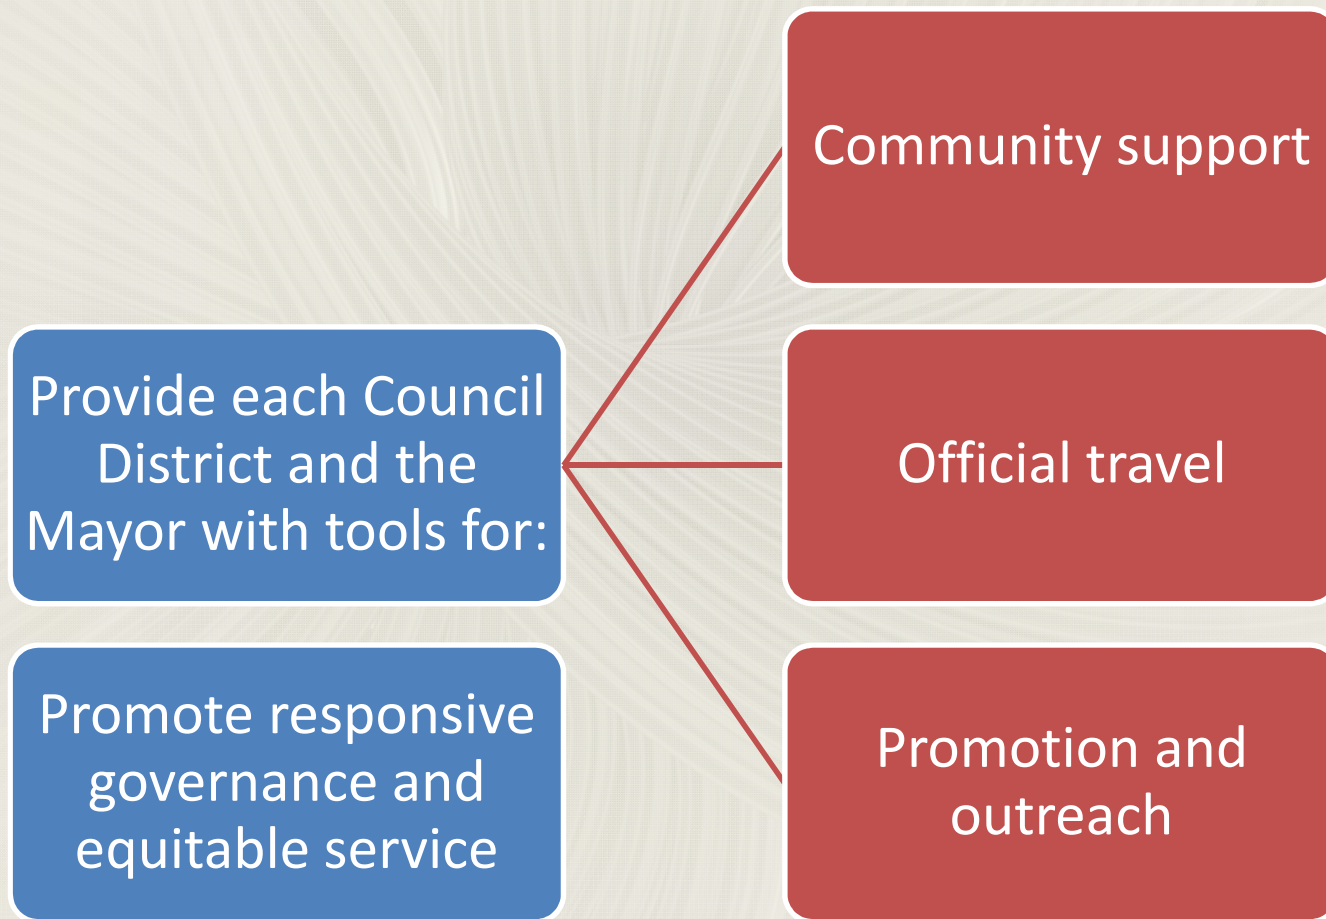 Provide each Council
District and the
Mayor with tools for:
Community support
Official travel
Promotion and
outreach
Promote responsive
governance and
equitable service